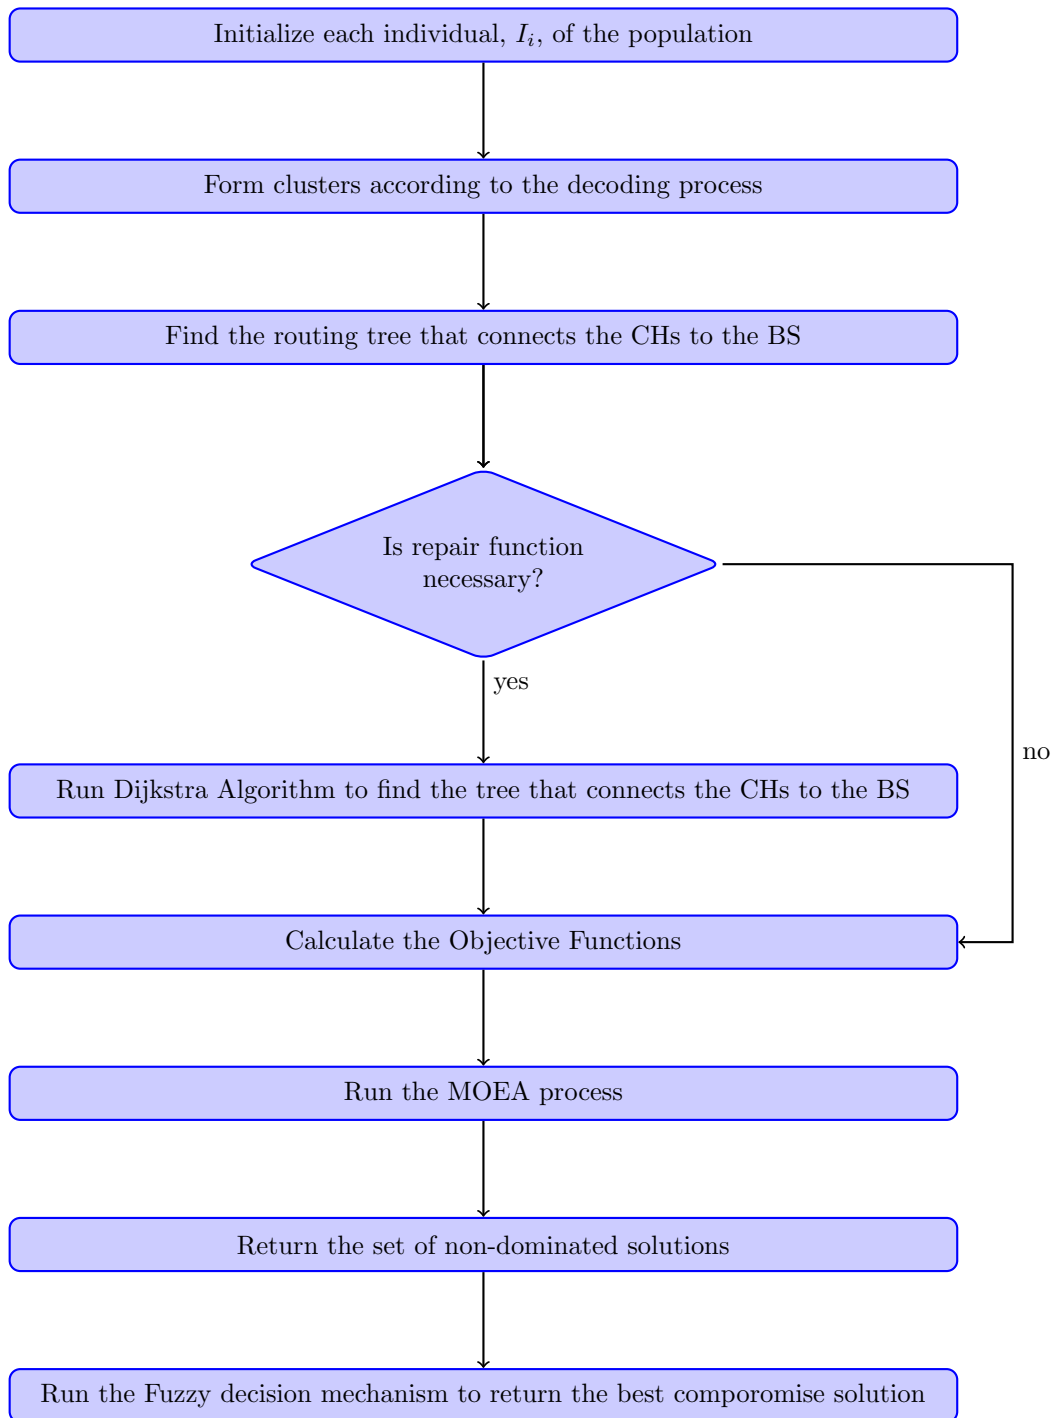 Initialize each individual, I_i, of the population
Form clusters according to the decoding process
Find the routing tree that connects the CHs to the BS
Is repair function
necessary?
yes
no
Run Dijkstra Algorithm to find the tree that connects the CHs to the BS
Calculate the Objective Functions
Run the MOEA process
Return the set of non-dominated solutions
Run the Fuzzy decision mechanism to return the best comporomise solution